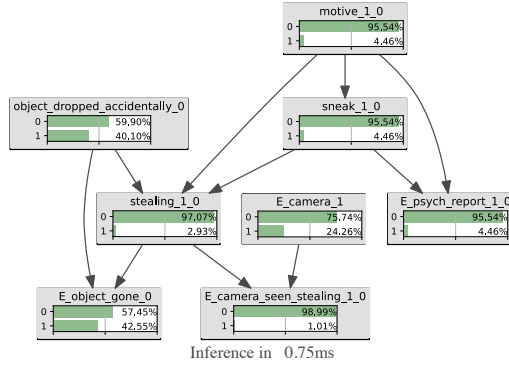 motive_1_0
0 95,54%
1 4.46%
object_dropped_accidentally_0
0 59,90%
1 40,10%
sneak_1_0
0 95,54%
1 4.46%
stealing_1_0
0 97,07%
1 2.93%
E_camera_1
0 75,74%
1 24.26%
E_psych_report_1_0
0 95,54%
1 4.46%
E_object_gone_0
0 57,45%
1 42.55%
E_camera_seen_stealing_1_0
0 98,99%
1 1.01%
Inference in 0.75ms